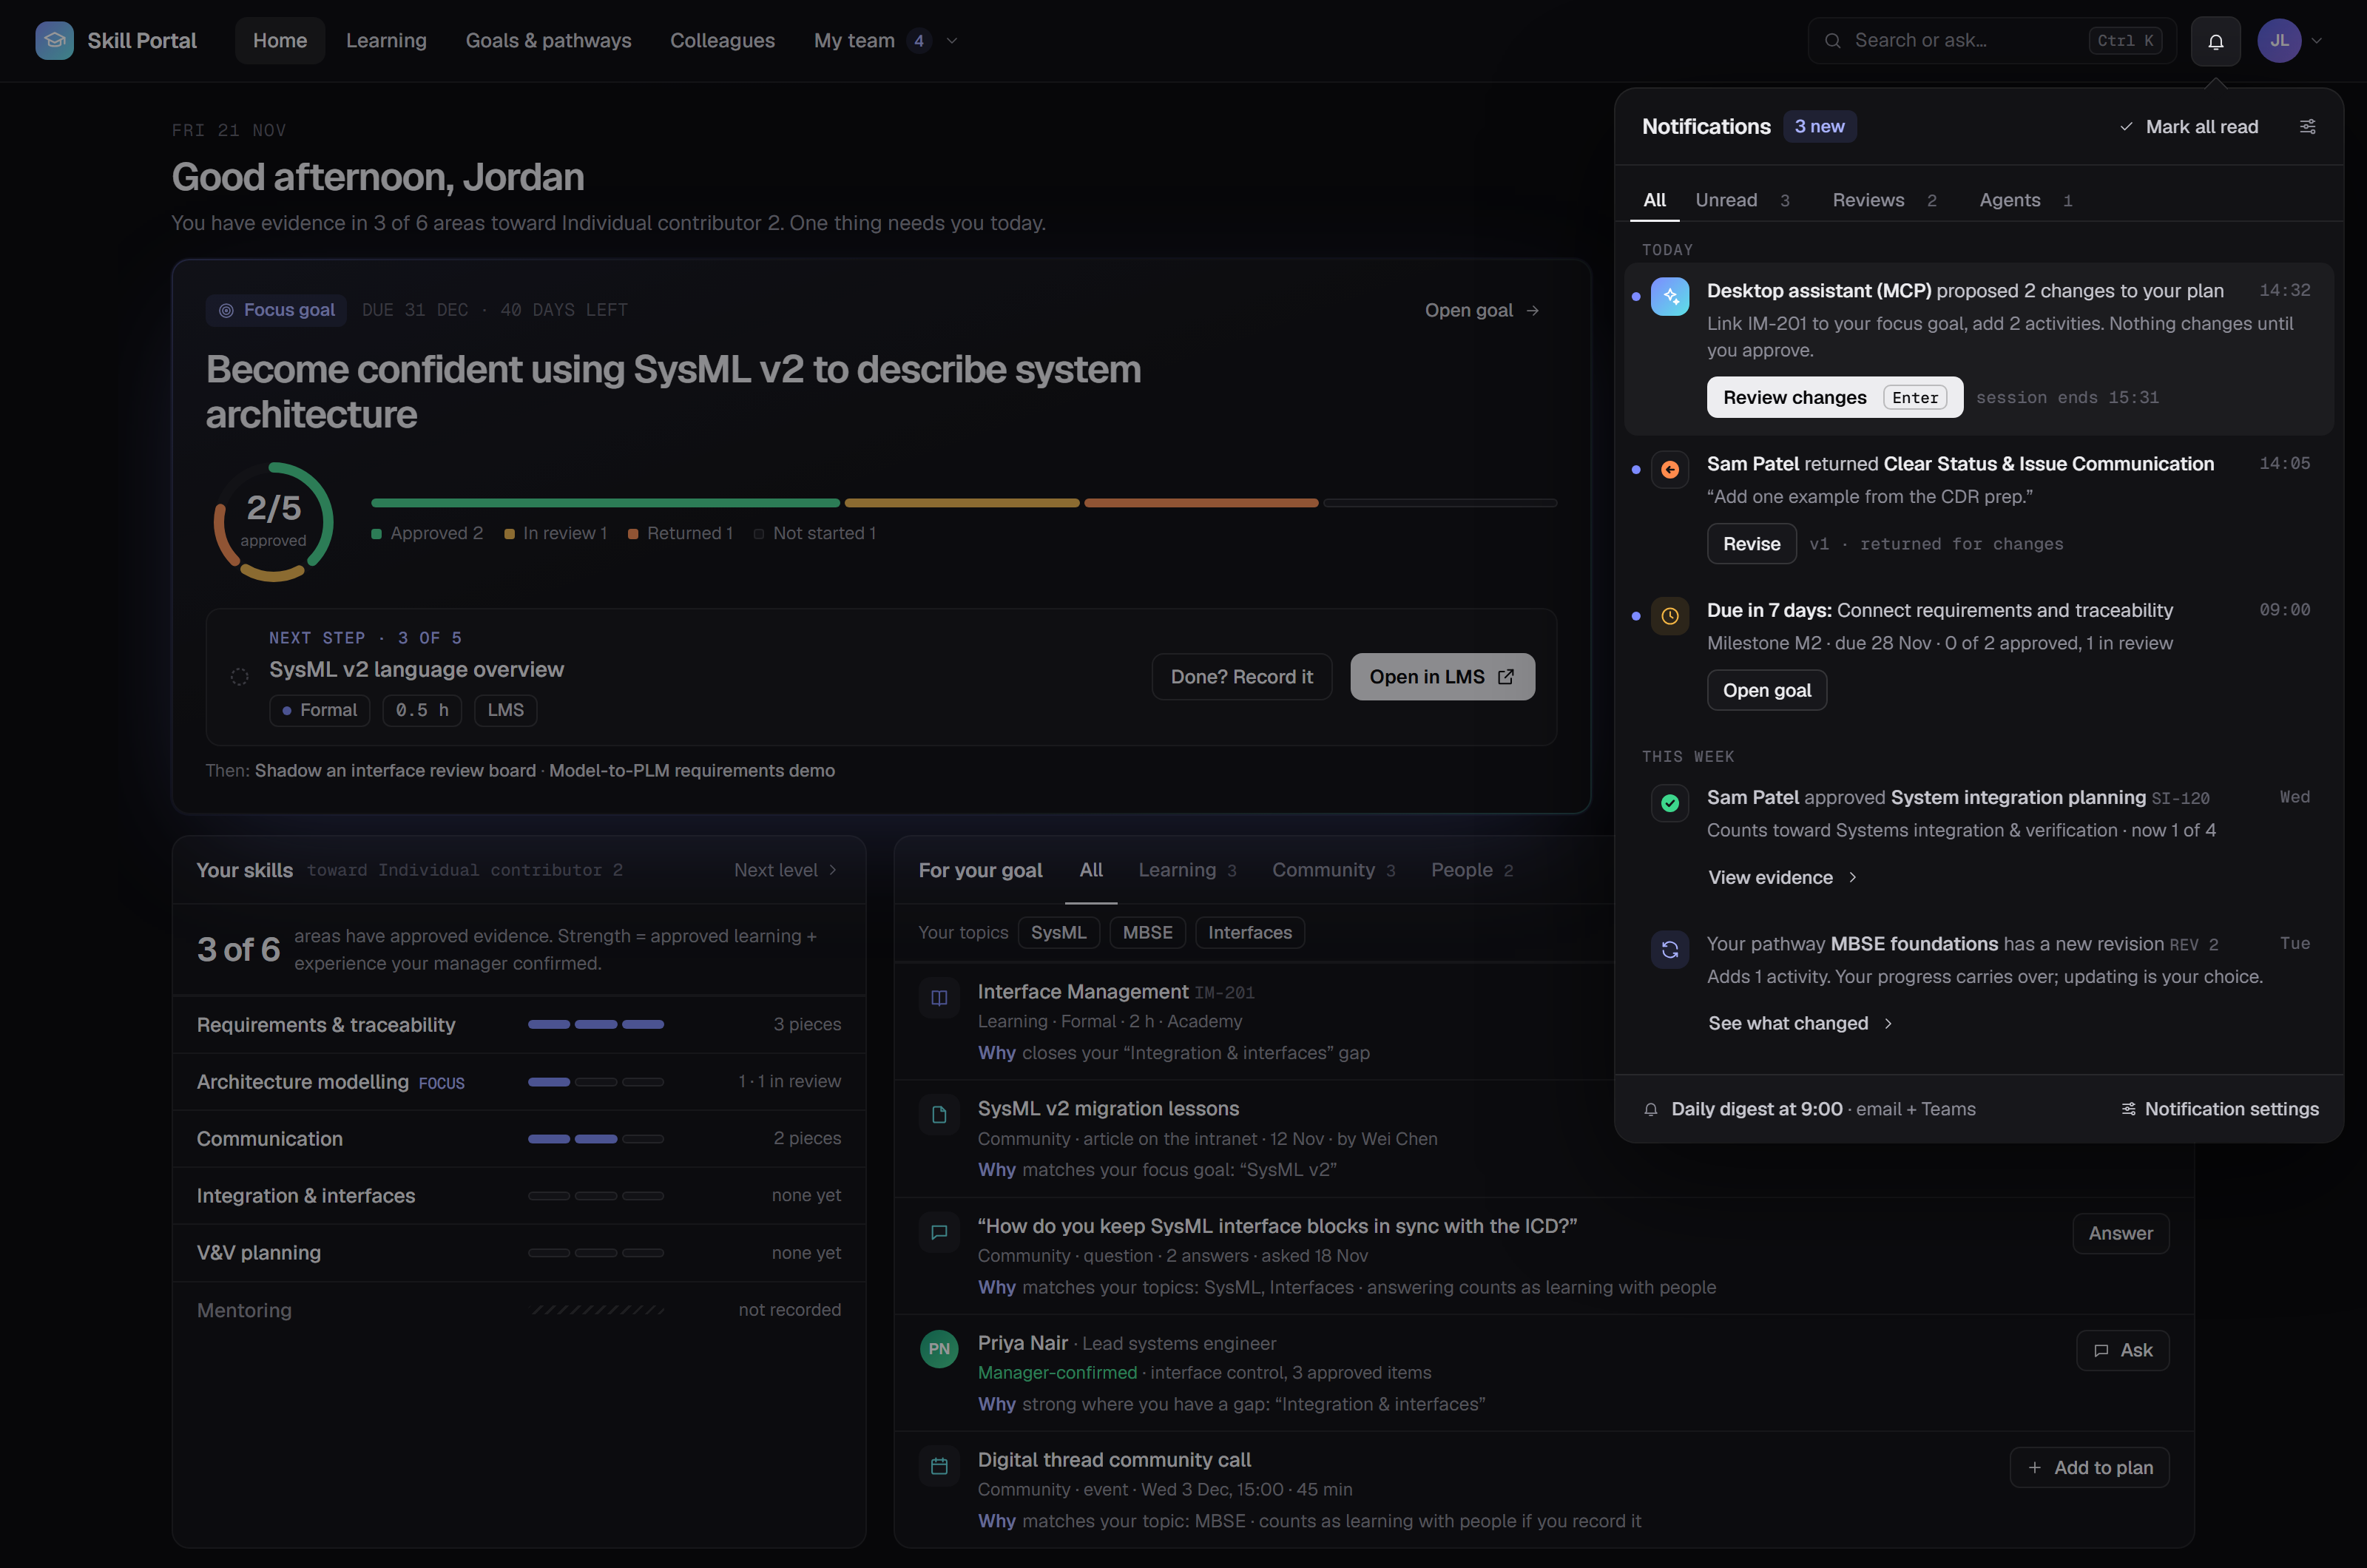 Skill Portal
Home
Learning
Goals & pathways
Colleagues
My team 4
Search or ask...
Ctrl K
JL
FRI 21 NOV
Good afternoon, Jordan
You have evidence in 3 of 6 areas toward Individual contributor 2. One thing needs you today.
Focus goal
DUE 31 DEC · 40 DAYS LEFT
Open goal
Become confident using SysML v2 to describe system
architecture
2/5
approved
Approved 2
In review 1
Returned 1
Not started 1
NEXT STEP · 3 OF 5
SysML v2 language overview
Formal
0.5 h
LMS
Done? Record it
Open in LMS
Then: Shadow an interface review board · Model-to-PLM requirements demo
Your skills toward Individual contributor 2
Next level
3 of 6
areas have approved evidence. Strength = approved learning +
experience your manager confirmed.
Requirements & traceability
3 pieces
Architecture modelling FOCUS
1 · 1 in review
Communication
2 pieces
Integration & interfaces
none yet
V&V planning
none yet
Mentoring
not recorded
For your goal
All
Learning 3
Community 3
People 2
Your topics
SysML
MBSE
Interfaces
Interface Management IM-201
Learning · Formal · 2 h · Academy
Why closes your “Integration & interfaces” gap
SysML v2 migration lessons
Community · article on the intranet · 12 Nov · by Wei Chen
Why matches your focus goal: “SysML v2”
“How do you keep SysML interface blocks in sync with the ICD?”
Community · question · 2 answers · asked 18 Nov
Why matches your topics: SysML, Interfaces · answering counts as learning with people
Answer
PN
Priya Nair · Lead systems engineer
Manager-confirmed · interface control, 3 approved items
Why strong where you have a gap: “Integration & interfaces”
Ask
Digital thread community call
Community · event · Wed 3 Dec, 15:00 · 45 min
Why matches your topic: MBSE · counts as learning with people if you record it
Add to plan
Notifications 3 new
Mark all read
All
Unread 3
Reviews 2
Agents 1
TODAY
Desktop assistant (MCP) proposed 2 changes to your plan
14:32
Link IM-201 to your focus goal, add 2 activities. Nothing changes until
you approve.
Review changes Enter
session ends 15:31
Sam Patel returned Clear Status & Issue Communication
14:05
“Add one example from the CDR prep.”
Revise
v1 · returned for changes
Due in 7 days: Connect requirements and traceability
09:00
Milestone M2 · due 28 Nov · 0 of 2 approved, 1 in review
Open goal
THIS WEEK
Sam Patel approved System integration planning SI-120
Wed
Counts toward Systems integration & verification · now 1 of 4
View evidence
Your pathway MBSE foundations has a new revision REV 2
Tue
Adds 1 activity. Your progress carries over; updating is your choice.
See what changed
Daily digest at 9:00 · email + Teams
Notification settings